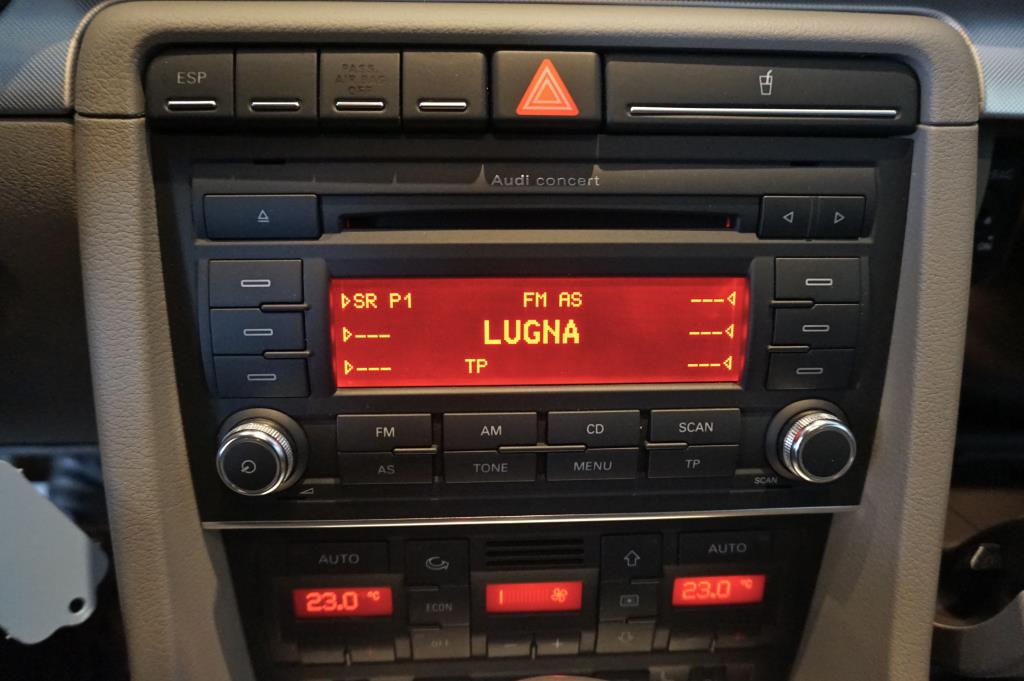 ESP
PASS.
AIR BAG
OFF
Audi concert
SR P1 FM AS ---
--- LUGNA ---
--- TP ---
FM AM CD SCAN
AS TONE MENU TP
SCAN
AUTO AUTO
23.0 °C 23.0 °C
ECON
OFF